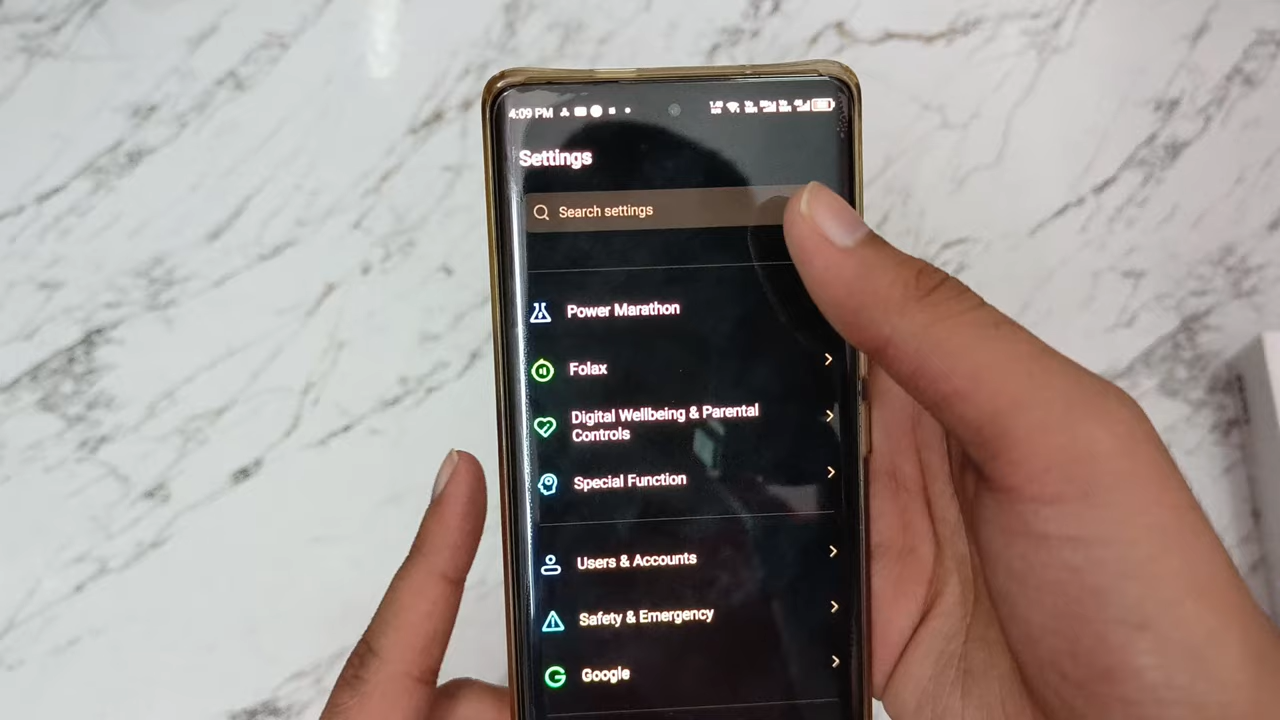 4:09 PM
Settings
Search settings
Power Marathon
Folax
Digital Wellbeing & Parental
Controls
Special Function
Users & Accounts
Safety & Emergency
Google